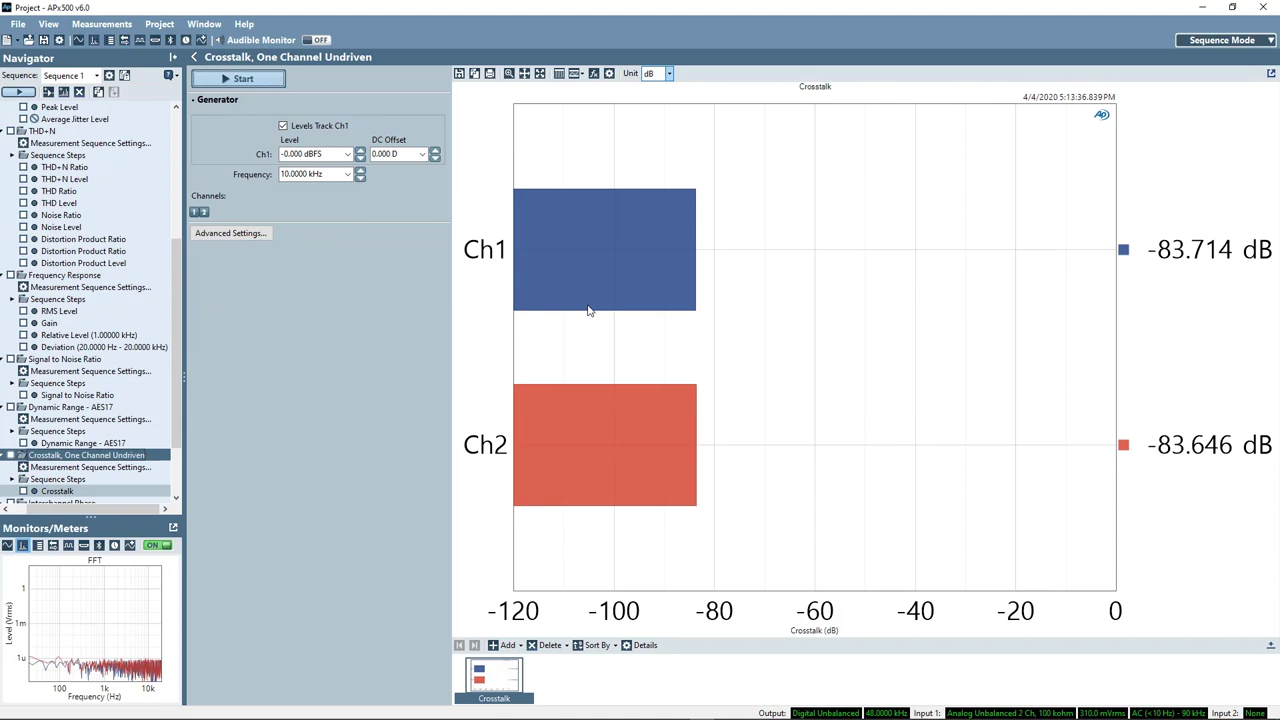 Project - APx500 v6.0
File View Measurements Project Window Help
Audible Monitor OFF
Sequence Mode
Navigator
Crosstalk, One Channel Undriven
Sequence: Sequence 1
Start
Unit dB
Crosstalk
4/4/2020 5:13:36.839PM
Generator
Levels Track Ch1
Level DC Offset
Ch1: -0.000 dBFS 0.000 D
Frequency: 10.0000 kHz
Channels:
1 2
Advanced Settings...
Peak Level
Average Jitter Level
THD+N
Measurement Sequence Settings...
Sequence Steps
THD+N Ratio
THD+N Level
THD Ratio
THD Level
Noise Ratio
Noise Level
Distortion Product Ratio
Distortion Product Ratio
Distortion Product Level
Frequency Response
Measurement Sequence Settings...
Sequence Steps
RMS Level
Gain
Relative Level (1.00000 kHz)
Deviation (20.0000 Hz - 20.0000 kHz)
Signal to Noise Ratio
Measurement Sequence Settings...
Sequence Steps
Signal to Noise Ratio
Dynamic Range - AES17
Measurement Sequence Settings...
Sequence Steps
Dynamic Range - AES17
Crosstalk, One Channel Undriven
Measurement Sequence Settings...
Sequence Steps
Crosstalk
Interchannel Phase
AP
Ch1 -83.714 dB
Ch2 -83.646 dB
-120 -100 -80 -60 -40 -20 0
Crosstalk (dB)
Monitors/Meters
ON
FFT
Level (Vrms)
1
1m
1u
100 1k 10k
Frequency (Hz)
Add Delete Sort By Details
Crosstalk
Output: Digital Unbalanced 48.0000 kHz Input 1: Analog Unbalanced 2 Ch, 100 kohm 310.0 mVrms AC (<10 Hz) - 90 kHz Input 2: None